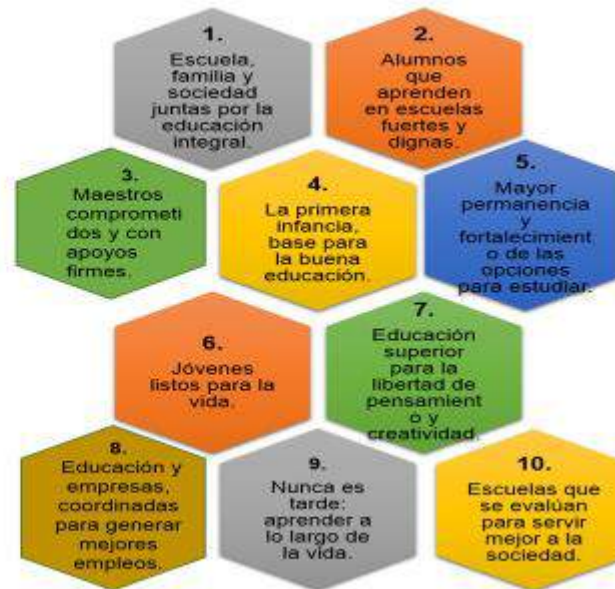 1.
Escuela,
familia y
sociedad
juntas por la
educación
integral.
2.
Alumnos
que
aprenden
en escuelas
fuertes y
dignas.
3.
Maestros
comprometi
dos y con
apoyos
firmes.
4.
La primera
infancia,
base para
la buena
educación.
5.
Mayor
permanencia
y
fortalecimient
o de las
opciones
para estudiar.
6.
Jóvenes
listos para la
vida.
7.
Educación
superior
para la
libertad de
pensamient
o y
creatividad.
8.
Educación y
empresas,
coordinadas
para generar
mejores
empleos.
9.
Nunca es
tarde:
aprender a
lo largo de
la vida.
10.
Escuelas que
se evalúan
para servir
mejor a la
sociedad.